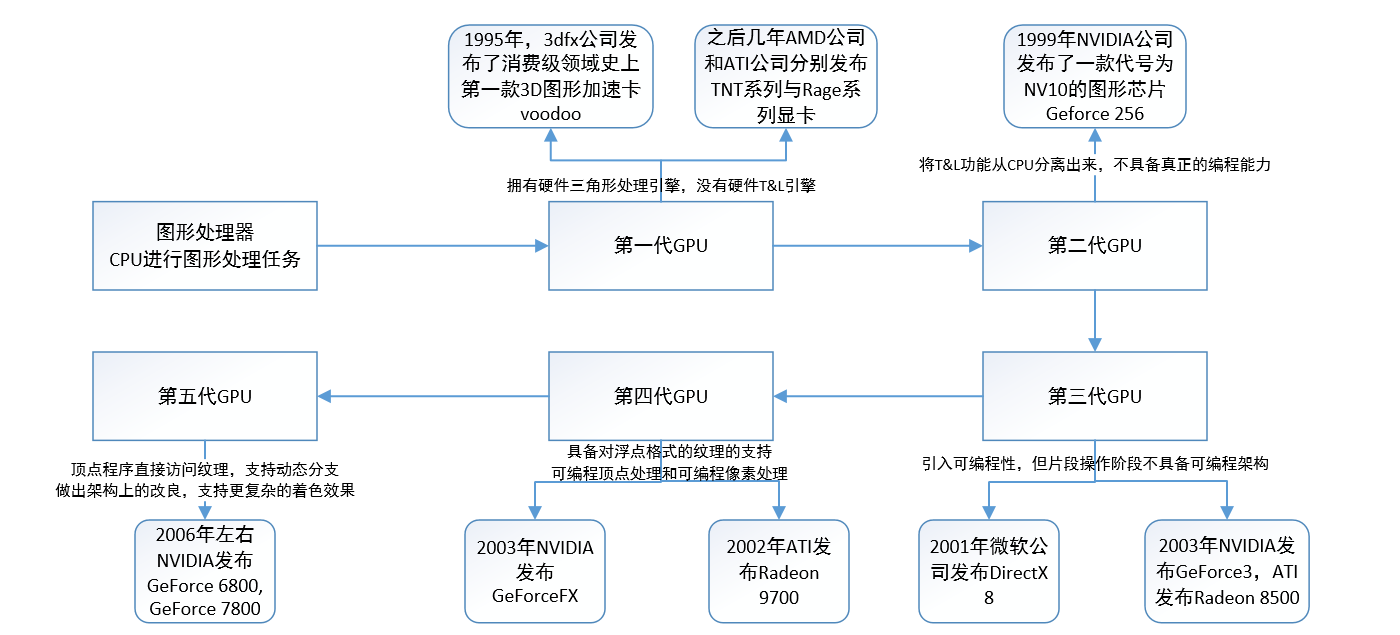 1995年，3dfx公司发
布了消费级领域史上
第一款3D图形加速卡
voodoo
之后几年AMD公司
和ATI公司分别发布
TNT系列与Rage系
列显卡
1999年NVIDIA公司
发布了一款代号为
NV10的图形芯片
Geforce 256
拥有硬件三角形处理引擎，没有硬件T&L引擎
将T&L功能从CPU分离出来，不具备真正的编程能力
图形处理器
CPU进行图形处理任务
第一代GPU
第二代GPU
第五代GPU
第四代GPU
第三代GPU
顶点程序直接访问纹理，支持动态分支
做出架构上的改良，支持更复杂的着色效果
具备对浮点格式的纹理的支持
可编程顶点处理和可编程像素处理
引入可编程性，但片段操作阶段不具备可编程架构
2006年左右
NVIDIA发布
GeForce 6800,
GeForce 7800
2003年NVIDIA
发布
GeForceFX
2002年ATI发
布Radeon
9700
2001年微软公
司发布DirectX
8
2003年NVIDIA发
布GeForce3，ATI
发布Radeon 8500